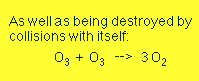 As well as being destroyed by
collisions with itself:
O₃ + O₃ --> 3 O₂